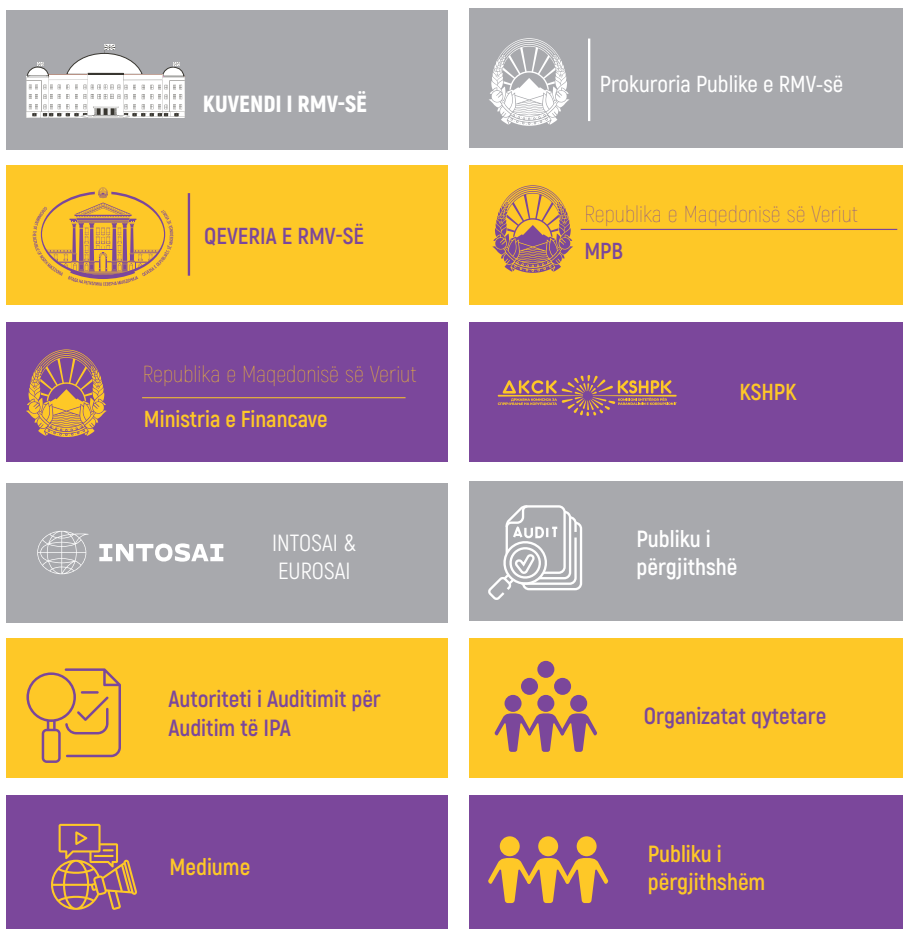 KUVENDI I RMV-SË
Prokuroria Publike e RMV-së
QEVERIA E RMV-SË
Republika e Maqedonisë së Veriut
MPB
Republika e Maqedonisë së Veriut
Ministria e Financave
ДКСК KSHPK
KSHPK
INTOSAI
INTOSAI &
EUROSAI
AUDIT
Publiku i
përgjithshë
Autoriteti i Auditimit për
Auditim të IPA
Organizatat qytetare
Mediume
Publiku i
përgjithshëm